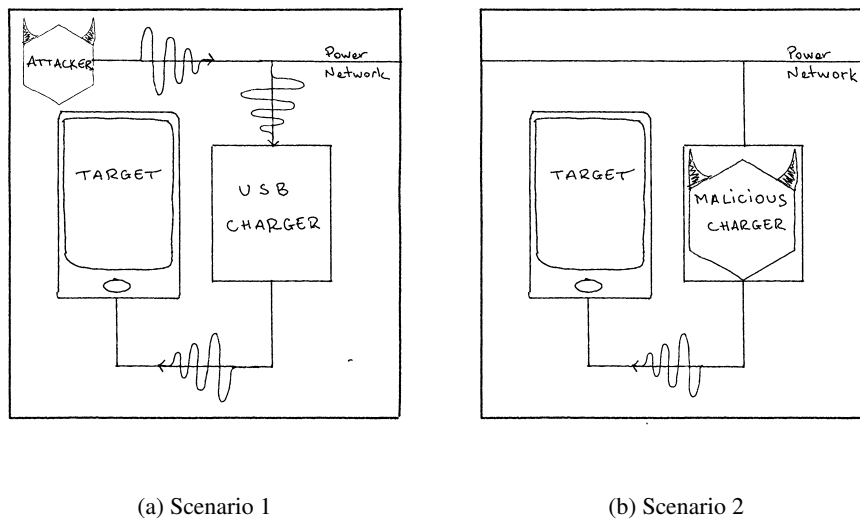 ATTACKER
Power
Network
TARGET
USB
CHARGER
(a) Scenario 1
Power
Network
TARGET
MALICIOUS
CHARGER
(b) Scenario 2